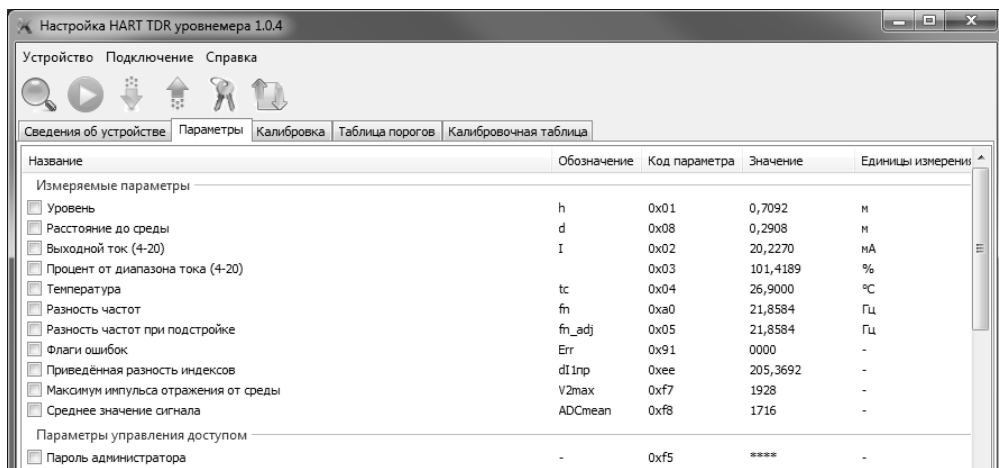 Настройка HART TDR уровнемера 1.0.4
Устройство Подключение Справка
Сведения об устройстве Параметры Калибровка Таблица порогов Калибровочная таблица
Название Обозначение Код параметра Значение Единицы измерения
Измеряемые параметры
Уровень h 0x01 0,7092 м
Расстояние до среды d 0x08 0,2908 м
Выходной ток (4-20) I 0x02 20,2270 мА
Процент от диапазона тока (4-20) 0x03 101,4189 %
Температура tc 0x04 26,9000 °C
Разность частот fn 0xa0 21,8584 Гц
Разность частот при подстройке fn_adj 0x05 21,8584 Гц
Флаги ошибок Err 0x91 0000 -
Приведённая разность индексов dI1пр 0xee 205,3692 -
Максимум импульса отражения от среды V2max 0xf7 1928 -
Среднее значение сигнала ADCmean 0xf8 1716 -
Параметры управления доступом
Пароль администратора - 0xf5 **** -